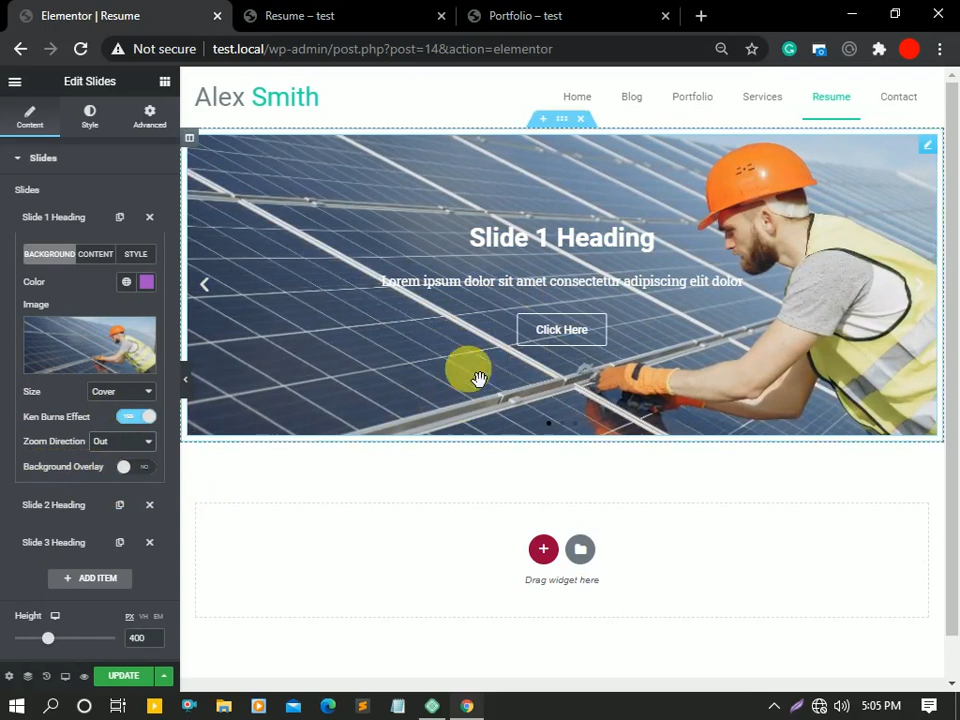 Elementor | Resume
Resume – test
Portfolio – test
Not secure
test.local/wp-admin/post.php?post=14&action=elementor
Edit Slides
Alex Smith
Home
Blog
Portfolio
Services
Resume
Contact
Content
Style
Advanced
Slides
Slides
Slide 1 Heading
BACKGROUND
CONTENT
STYLE
Color
Image
Size
Cover
Ken Burns Effect
YES
Zoom Direction
Out
Background Overlay
NO
Slide 2 Heading
Slide 3 Heading
ADD ITEM
Height
PX
VH
EM
400
UPDATE
Slide 1 Heading
Lorem ipsum dolor sit amet consectetur adipiscing elit dolor
Click Here
Drag widget here
5:05 PM